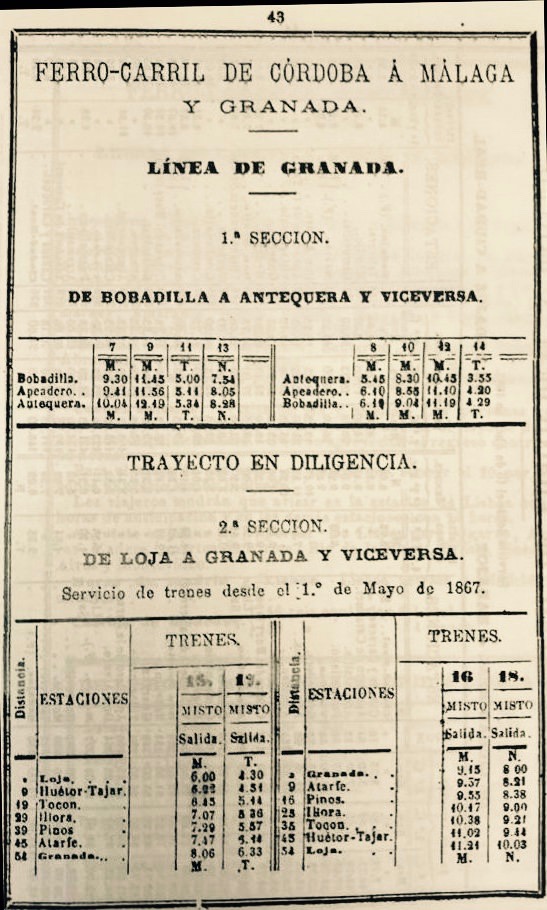 43
FERRO-CARRIL DE CÓRDOBA Á MÁLAGA
Y GRANADA.
LÍNEA DE GRANADA.
1.ª SECCION.
DE BOBADILLA A ANTEQUERA Y VICEVERSA.
7 9 11 13 8 10 12 14
M. M. T. N. M. M. M. T.
Bobadilla. 9.30 11.45 5.00 7.54 Antequera. 5.45 8.30 10.45 3.55
Apeadero.. 9.41 11.56 5.11 8.05 Apeadero.. 6.10 8.55 11.10 4.20
Antequera. 10.04 12.19 5.34 8.28 Bobadilla.. 6.19 9.04 11.19 4 29
M. M. T. N. M. M. M. T.
TRAYECTO EN DILIGENCIA.
2.ª SECCION.
DE LOJA A GRANADA Y VICEVERSA.
Servicio de trenes desde el 1.º de Mayo de 1867.
Distancia. ESTACIONES TRENES. Distancia. ESTACIONES TRENES.
15. 17. 16 18.
MISTO MISTO MISTO MISTO
Salida. Salida. Salida. Salida.
M. T. M. N.
Loja. . . . 6.00 4.30 Granada. . . 9.15 8 00
9 Huétor-Tajar. 6.22 4.51 9 Atarfe. 9.37 8.21
19 Tocon. 6.45 5.14 16 Pinos. 9.55 8.38
29 Illora. 7.07 5 36 25 Illora. 10.17 9.00
39 Pinos 7.29 5.57 35 Tocon. . 10.38 9.21
45 Atarfe. 7.47 45 Huétor-Tajar. 11.02 9.44
54 Granada... 8.06 6.33 54 Loja. . . 11.21 10.03
M. T. M. N.